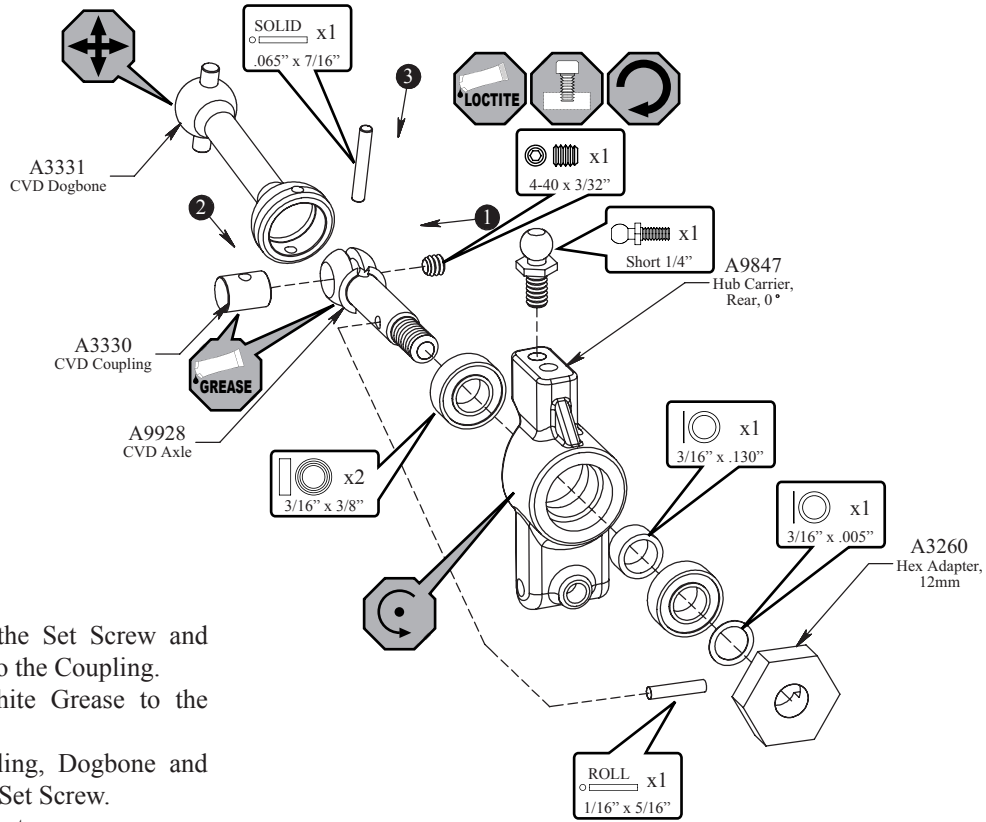 SOLID
x1
.065” x 7/16”
3
LOCTITE
x1
4-40 x 3/32”
A3331
CVD Dogbone
2
1
x1
Short 1/4”
A9847
Hub Carrier,
Rear, 0°
A3330
CVD Coupling
GREASE
A9928
CVD Axle
x2
3/16” x 3/8”
x1
3/16” x .130”
x1
3/16” x .005”
A3260
Hex Adapter,
12mm
the Set Screw and
o the Coupling.
hite Grease to the
ling, Dogbone and
Set Screw.
ROLL
x1
1/16” x 5/16”